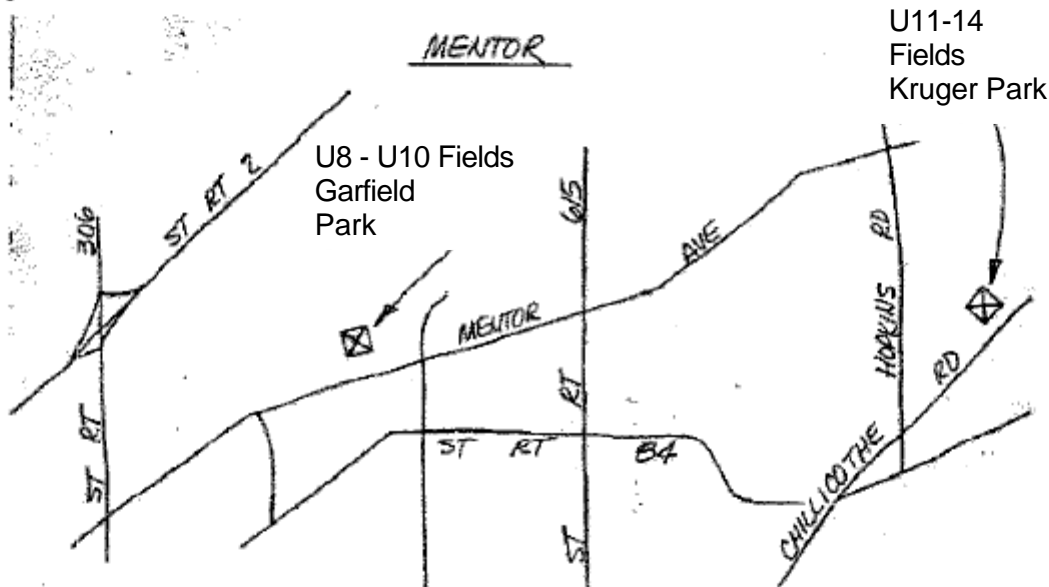 MENTOR
U11-14
Fields
Kruger Park
U8 - U10 Fields
Garfield
Park
306
ST RT
ST RT 2
615
ST RT
MENTOR AVE
HOPKINS RD
CHILLICOTHE RD
ST RT 84